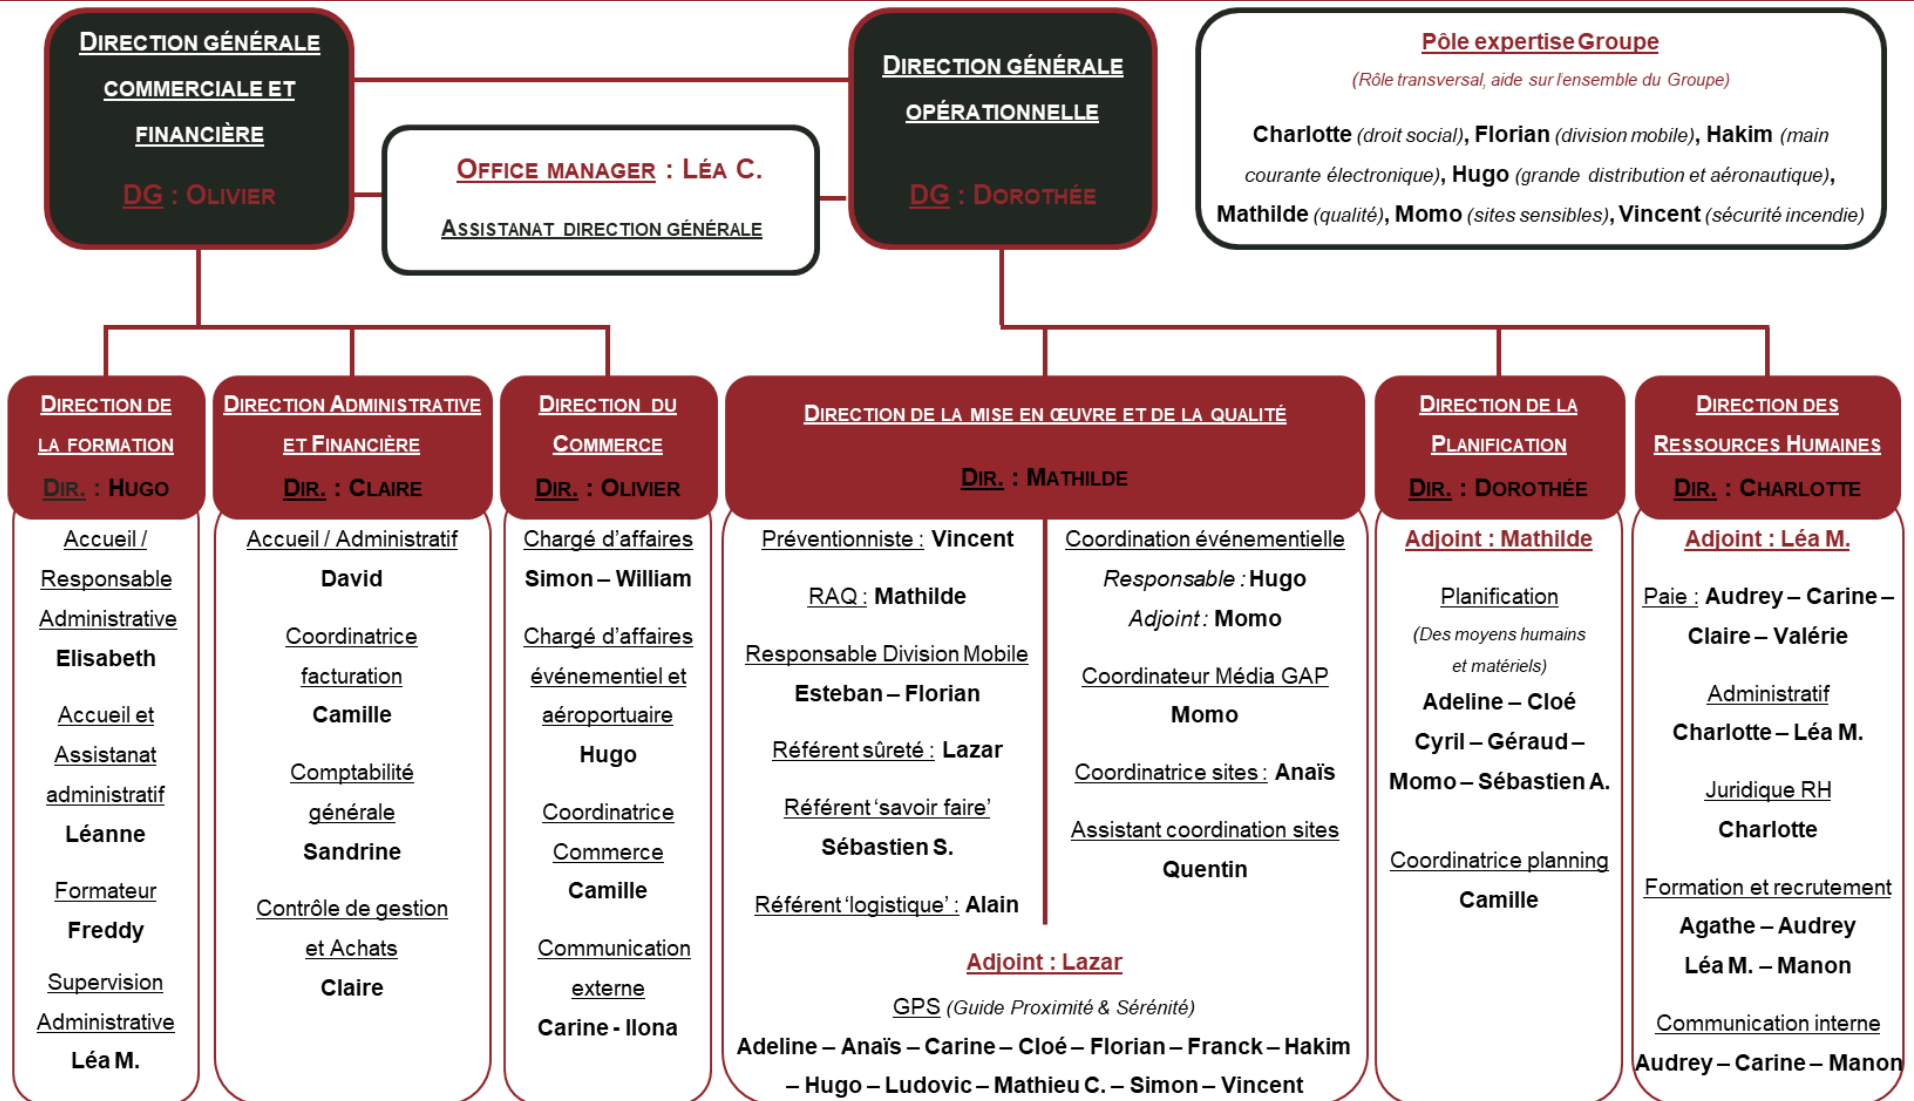 DIRECTION GÉNÉRALE
COMMERCIALE ET
FINANCIÈRE
DG : OLIVIER
OFFICE MANAGER : LÉA C.
ASSISTANAT DIRECTION GÉNÉRALE
DIRECTION GÉNÉRALE
OPÉRATIONNELLE
DG : DOROTHÉE
Pôle expertise Groupe
(Rôle transversal, aide sur l'ensemble du Groupe)
Charlotte (droit social), Florian (division mobile), Hakim (main
courante électronique), Hugo (grande distribution et aéronautique),
Mathilde (qualité), Momo (sites sensibles), Vincent (sécurité incendie)
DIRECTION DE
LA FORMATION
DIR. : HUGO
Accueil /
Responsable
Administrative
Elisabeth
Accueil et
Assistanat
administratif
Léanne
Formateur
Freddy
Supervision
Administrative
Léa M.
DIRECTION ADMINISTRATIVE
ET FINANCIÈRE
DIR. : CLAIRE
Accueil / Administratif
David
Coordinatrice
facturation
Camille
Comptabilité
générale
Sandrine
Contrôle de gestion
et Achats
Claire
DIRECTION DU
COMMERCE
DIR. : OLIVIER
Chargé d'affaires
Simon – William
Chargé d'affaires
événementiel et
aéroportuaire
Hugo
Coordinatrice
Commerce
Camille
Communication
externe
Carine - Ilona
DIRECTION DE LA MISE EN ŒUVRE ET DE LA QUALITÉ
DIR. : MATHILDE
Préventionniste : Vincent
RAQ : Mathilde
Responsable Division Mobile
Esteban – Florian
Référent sûreté : Lazar
Référent 'savoir faire'
Sébastien S.
Référent 'logistique' : Alain
Coordination événementielle
Responsable : Hugo
Adjoint : Momo
Coordinateur Média GAP
Momo
Coordinatrice sites : Anaïs
Assistant coordination sites
Quentin
Adjoint : Lazar
GPS (Guide Proximité & Sérénité)
Adeline – Anaïs – Carine – Cloé – Florian – Franck – Hakim
– Hugo – Ludovic – Mathieu C. – Simon – Vincent
DIRECTION DE LA
PLANIFICATION
DIR. : DOROTHÉE
Adjoint : Mathilde
Planification
(Des moyens humains
et matériels)
Adeline – Cloé
Cyril – Géraud –
Momo – Sébastien A.
Coordinatrice planning
Camille
DIRECTION DES
RESSOURCES HUMAINES
DIR. : CHARLOTTE
Adjoint : Léa M.
Paie : Audrey – Carine –
Claire – Valérie
Administratif
Charlotte – Léa M.
Juridique RH
Charlotte
Formation et recrutement
Agathe – Audrey
Léa M. – Manon
Communication interne
Audrey – Carine – Manon